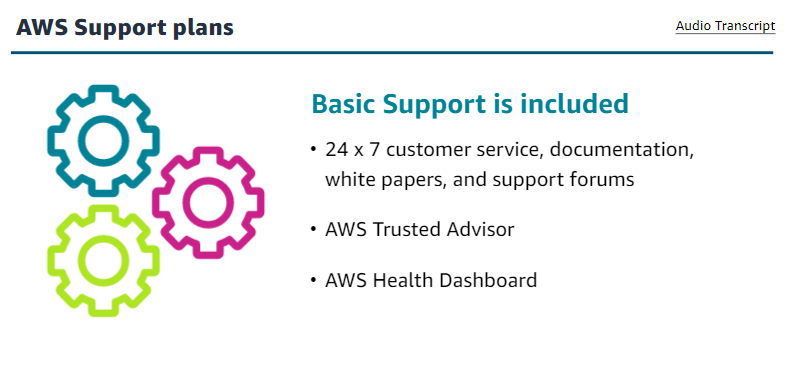 AWS Support plans
Audio Transcript
Basic Support is included
• 24 x 7 customer service, documentation,
white papers, and support forums
• AWS Trusted Advisor
• AWS Health Dashboard